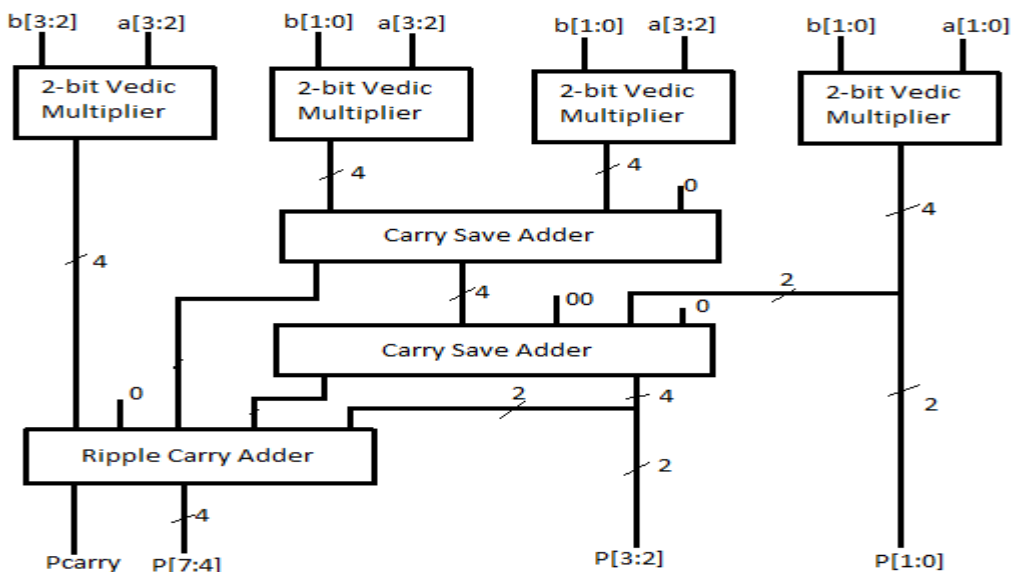 b[3:2] a[3:2] b[1:0] a[3:2] b[1:0] a[3:2] b[1:0] a[1:0]
2-bit Vedic
Multiplier
2-bit Vedic
Multiplier
2-bit Vedic
Multiplier
2-bit Vedic
Multiplier
4
4
0
4
Carry Save Adder
4
4
00
0
2
Carry Save Adder
0
2
4
2
Ripple Carry Adder
2
4
Pcarry P[7:4] P[3:2] P[1:0]